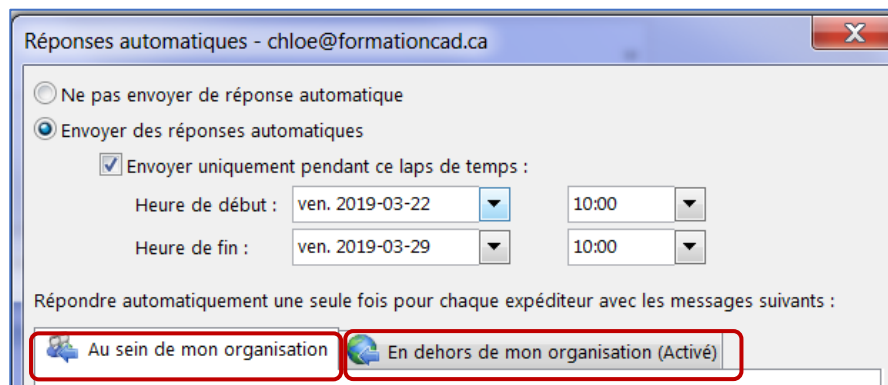 Réponses automatiques - chloe@formationcad.ca
X
Ne pas envoyer de réponse automatique
Envoyer des réponses automatiques
Envoyer uniquement pendant ce laps de temps :
Heure de début : ven. 2019-03-22 10:00
Heure de fin : ven. 2019-03-29 10:00
Répondre automatiquement une seule fois pour chaque expéditeur avec les messages suivants :
Au sein de mon organisation En dehors de mon organisation (Activé)